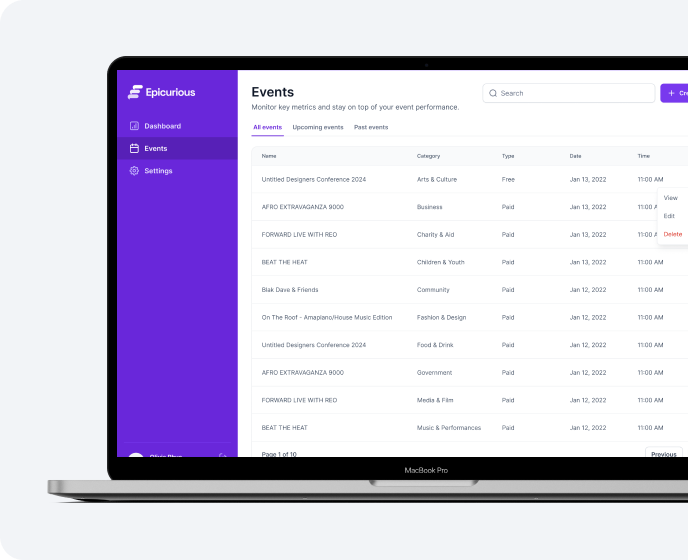 Epicurious
Dashboard
Events
Settings
Events
Monitor key metrics and stay on top of your event performance.
Search
All events Upcoming events Past events
Name Category Type Date Time
Untitled Designers Conference 2024 Arts & Culture Free Jan 13, 2022 11:00 AM
AFRO EXTRAVAGANZA 9000 Business Paid Jan 13, 2022 11:00
FORWARD LIVE WITH REO Charity & Aid Paid Jan 13, 2022 11:00
BEAT THE HEAT Children & Youth Paid Jan 13, 2022 11:00 AM
Blak Dave & Friends Community Paid Jan 12, 2022 11:00 AM
On The Roof - Amapiano/House Music Edition Fashion & Design Paid Jan 12, 2022 11:00 AM
Untitled Designers Conference 2024 Food & Drink Paid Jan 12, 2022 11:00 AM
AFRO EXTRAVAGANZA 9000 Government Paid Jan 12, 2022 11:00 AM
FORWARD LIVE WITH REO Media & Film Paid Jan 12, 2022 11:00 AM
BEAT THE HEAT Music & Performances Paid Jan 12, 2022 11:00 AM
View
Edit
Delete
Page 1 of 10 Previous
MacBook Pro